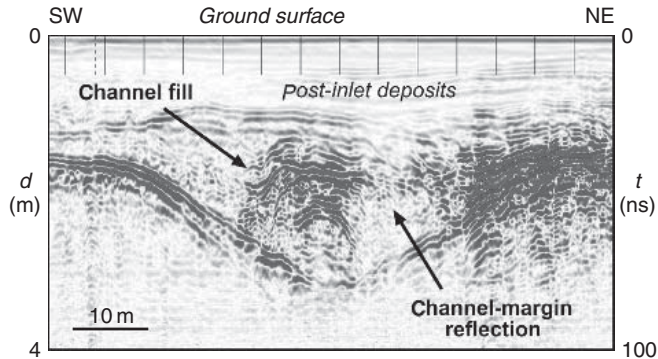 SW Ground surface NE
0 0
Channel fill Post-inlet deposits
d
(m)
t
(ns)
10 m
Channel-margin
reflection
4 100